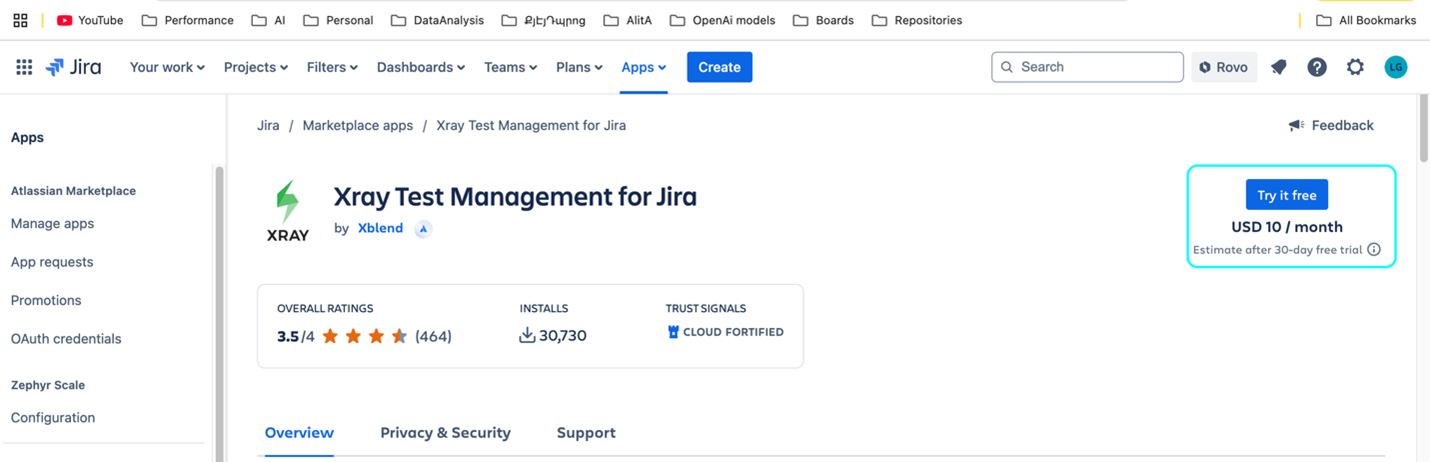 YouTube Performance AI Personal DataAnalysis ՔյէյԴպրոց AlitA OpenAi models Boards Repositories All Bookmarks
Jira Your work Projects Filters Dashboards Teams Plans Apps Create Search Rovo LG
Jira / Marketplace apps / Xray Test Management for Jira Feedback
Apps
Atlassian Marketplace
Manage apps
App requests
Promotions
OAuth credentials
Zephyr Scale
Configuration
XRAY
Xray Test Management for Jira
by Xblend
Try it free
USD 10 / month
Estimate after 30-day free trial
OVERALL RATINGS INSTALLS TRUST SIGNALS
3.5/4 (464) 30,730 CLOUD FORTIFIED
Overview Privacy & Security Support